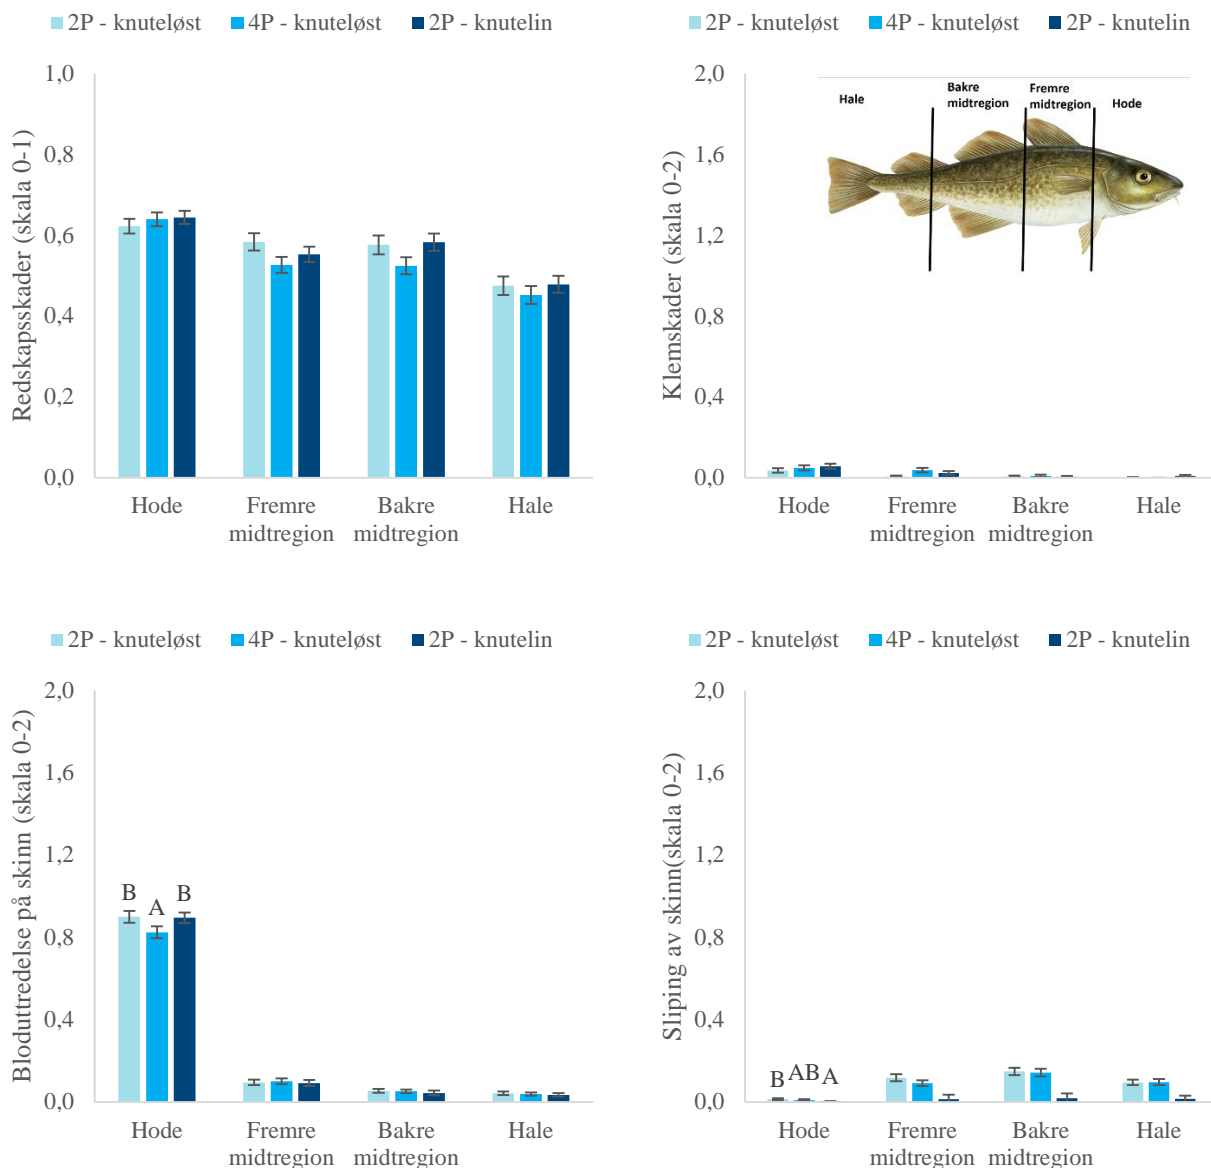 2P - knuteløst 4P - knuteløst 2P - knutelin
Redskapsskader (skala 0-1)
1,0
0,8
0,6
0,4
0,2
0,0
Hode Fremre midtregion Bakre midtregion Hale
2P - knuteløst 4P - knuteløst 2P - knutelin
Klemskader (skala 0-2)
2,0
1,6
1,2
0,8
0,4
0,0
Hale
Bakre
midtregion
Fremre
midtregion
Hode
Hode Fremre midtregion Bakre midtregion Hale
2P - knuteløst 4P - knuteløst 2P - knutelin
Bloduttredelse på skinn (skala 0-2)
2,0
1,6
1,2
0,8
0,4
0,0
B A B
Hode Fremre midtregion Bakre midtregion Hale
2P - knuteløst 4P - knuteløst 2P - knutelin
Sliping av skinn(skala 0-2)
2,0
1,6
1,2
0,8
0,4
0,0
B AB A
Hode Fremre midtregion Bakre midtregion Hale